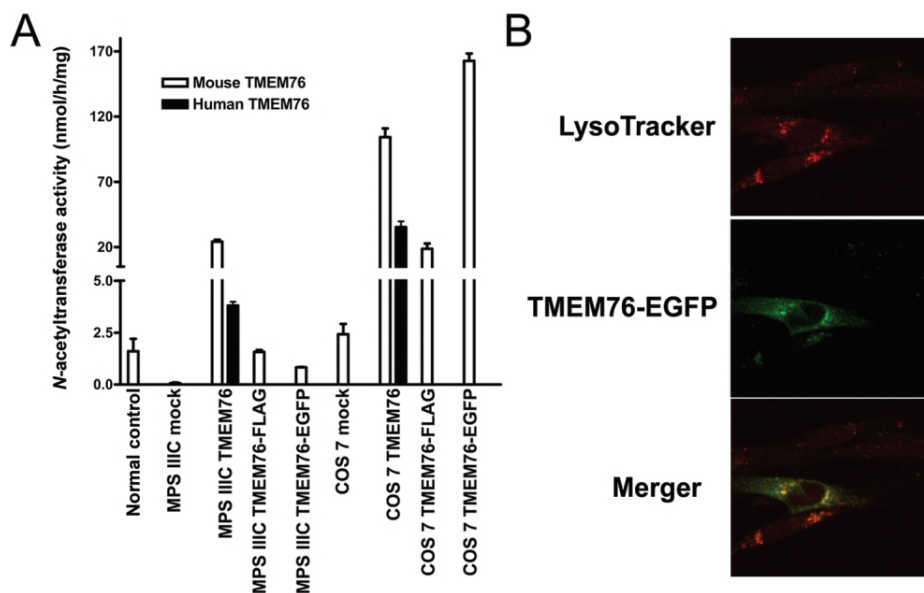 A
B
N-acetyltransferase activity (nmol/h/mg)
170
120
70
20
5.0
2.5
0.0
Mouse TMEM76
Human TMEM76
Normal control
MPS IIIC mock
MPS IIIC TMEM76
MPS IIIC TMEM76-FLAG
MPS IIIC TMEM76-EGFP
COS 7 mock
COS 7 TMEM76
COS 7 TMEM76-FLAG
COS 7 TMEM76-EGFP
LysoTracker
TMEM76-EGFP
Merger